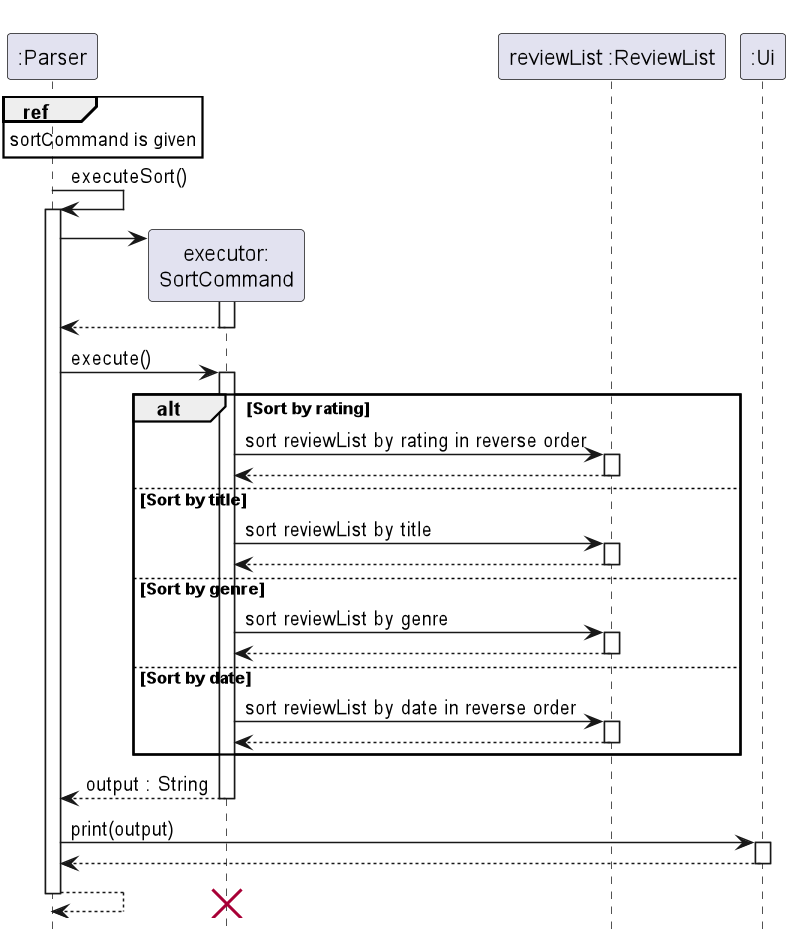 :Parser
reviewList :ReviewList
:Ui
ref
sortCommand is given
executeSort()
executor:
SortCommand
execute()
alt
[Sort by rating]
sort reviewList by rating in reverse order
[Sort by title]
sort reviewList by title
[Sort by genre]
sort reviewList by genre
[Sort by date]
sort reviewList by date in reverse order
output : String
print(output)